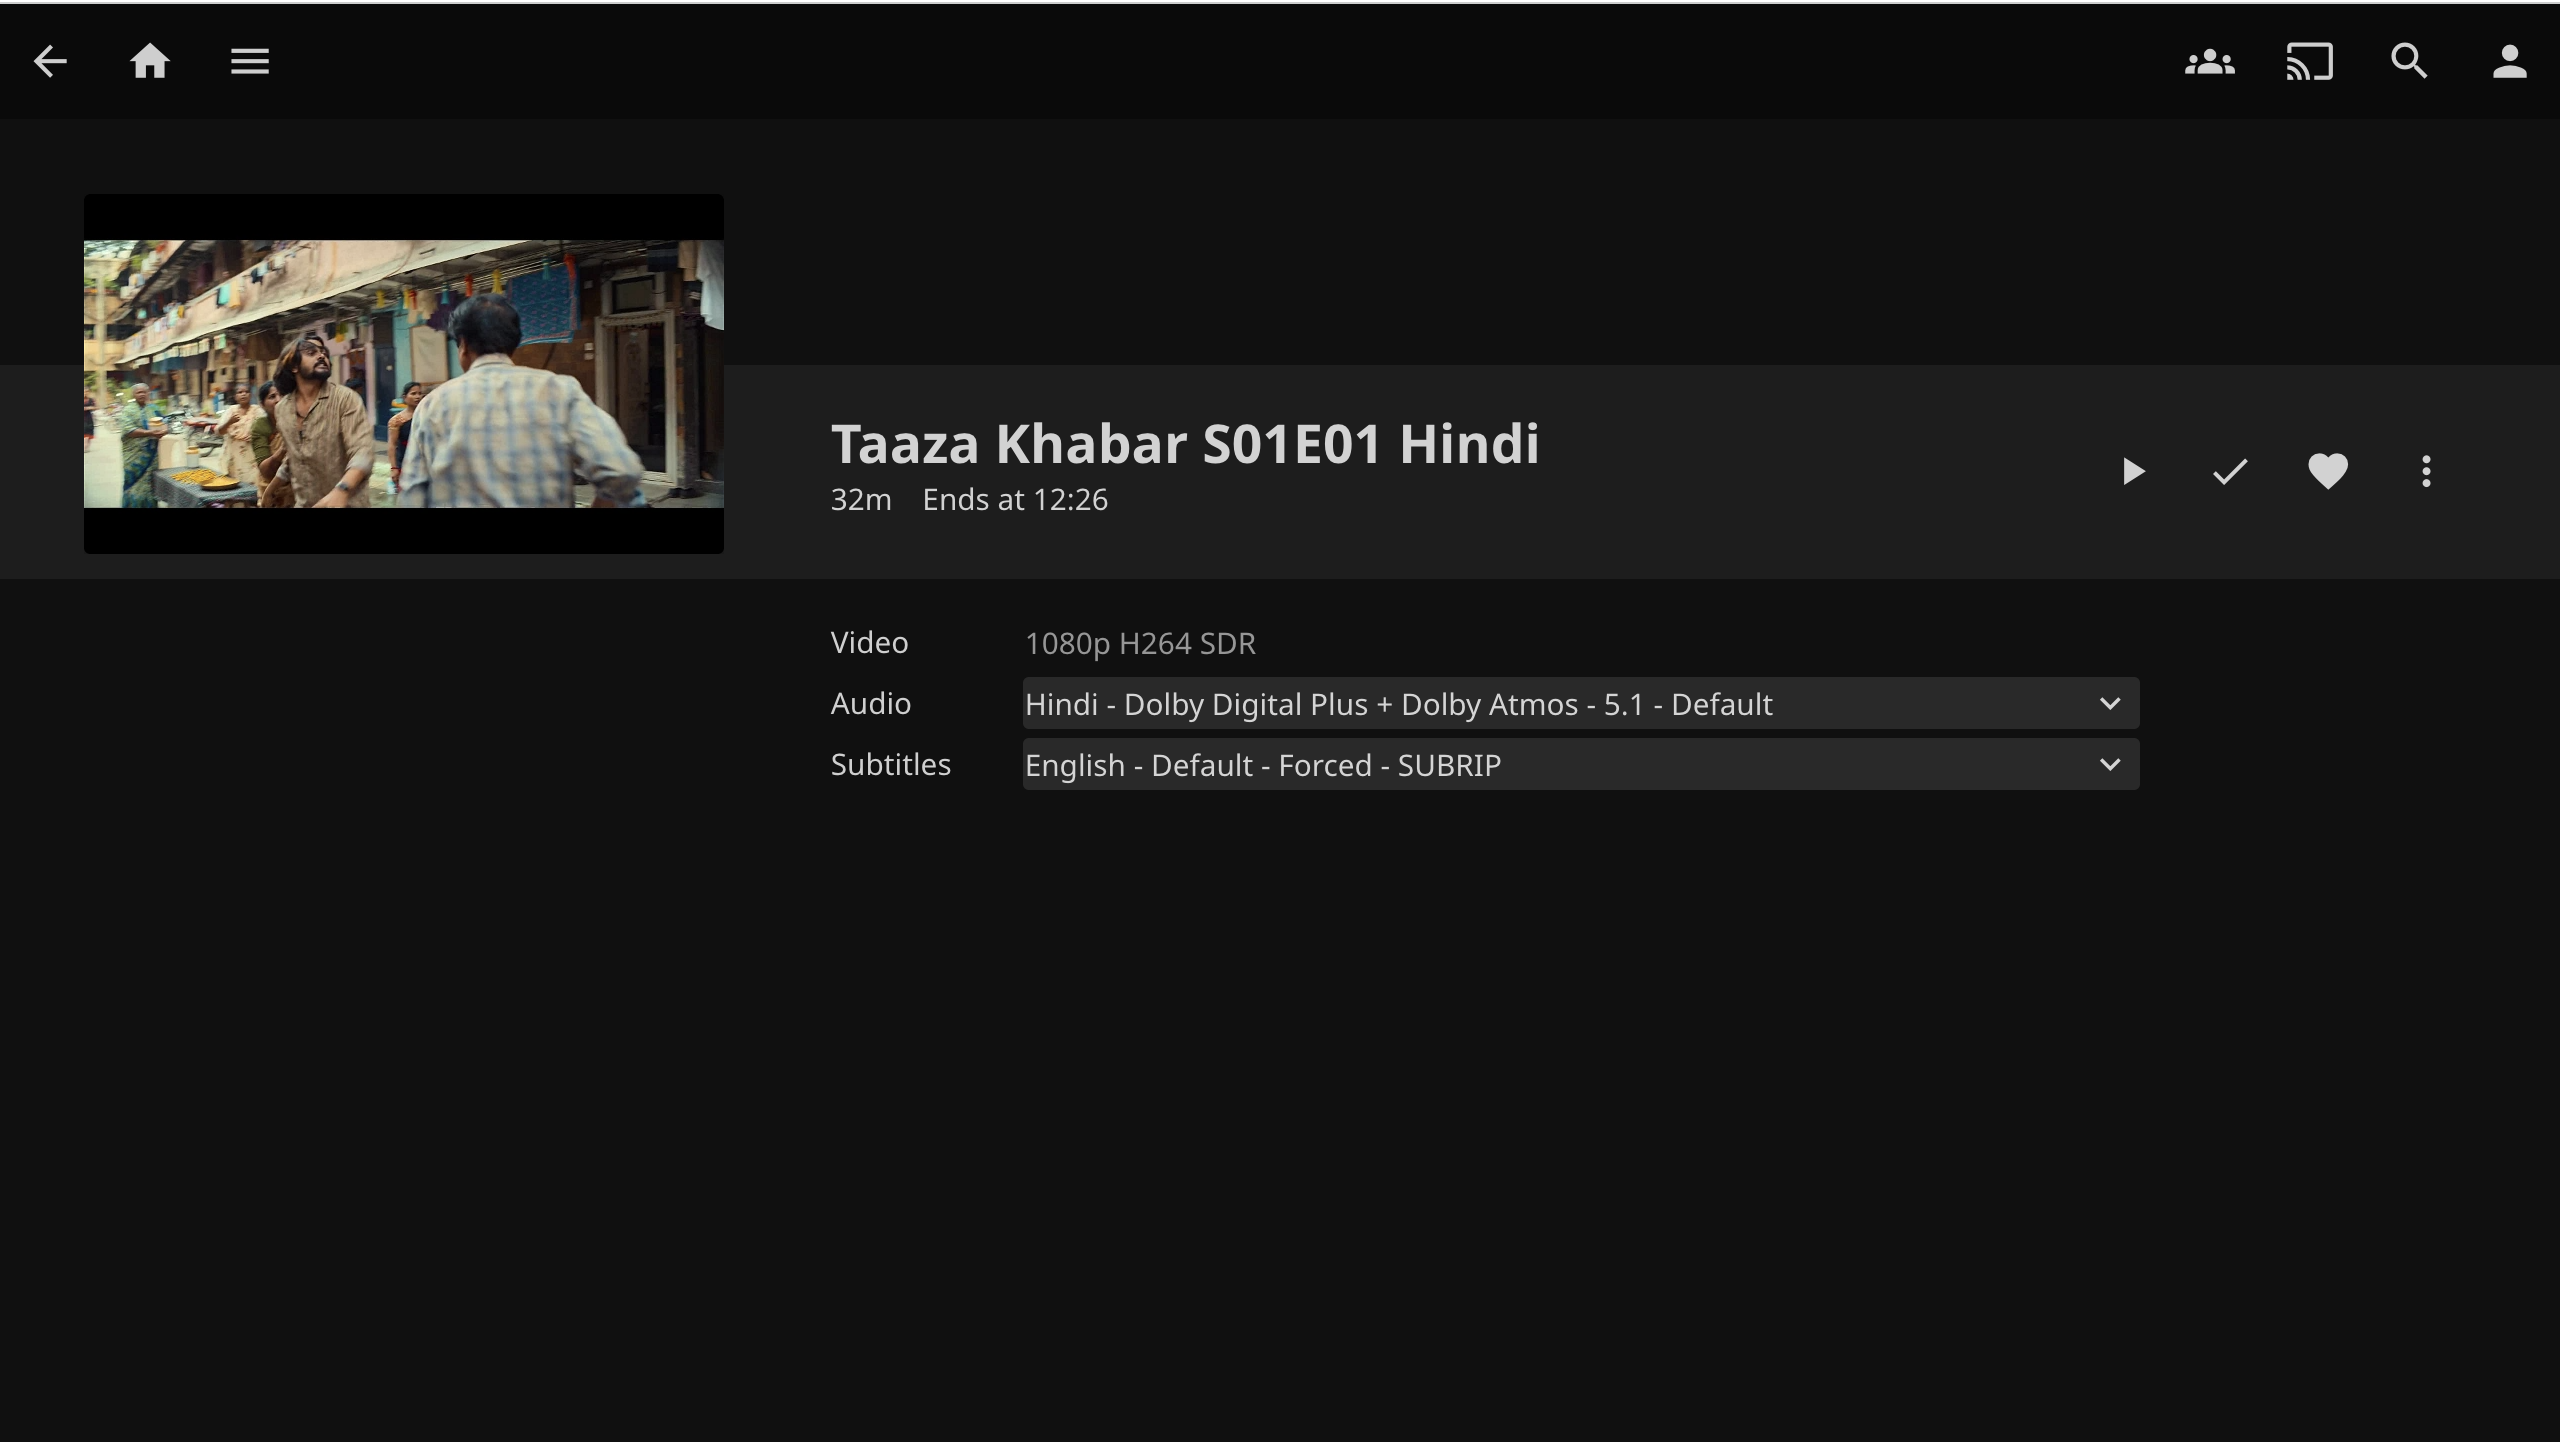 Taaza Khabar S01E01 Hindi
32m Ends at 12:26
Video 1080p H264 SDR
Audio Hindi - Dolby Digital Plus + Dolby Atmos - 5.1 - Default
Subtitles English - Default - Forced - SUBRIP